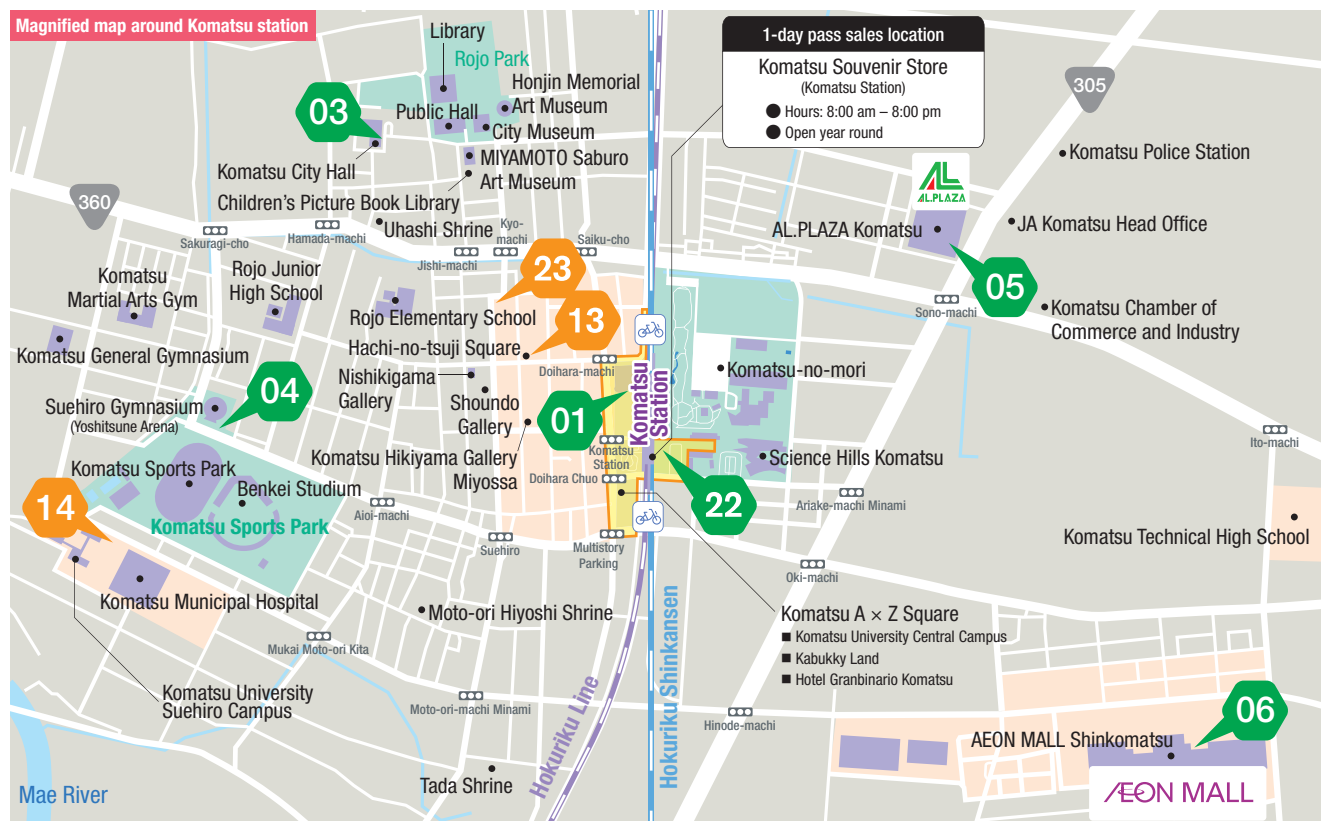 Magnified map around Komatsu station
1-day pass sales location
Komatsu Souvenir Store
(Komatsu Station)
Hours: 8:00 am – 8:00 pm
Open year round
305
Library
Rojo Park
Honjin Memorial
Art Museum
03
Public Hall
City Museum
Komatsu City Hall
MIYAMOTO Saburo
Art Museum
Children's Picture Book Library
360
Uhashi Shrine
Sakuragi-cho
Hamada-machi
Kyo-
machi
Jishi-machi
Saiku-cho
Komatsu Police Station
AL
AL.PLAZA
AL.PLAZA Komatsu
JA Komatsu Head Office
05
Sono-machi
Komatsu Chamber of
Commerce and Industry
Komatsu
Martial Arts Gym
Rojo Junior
High School
23
13
Rojo Elementary School
Komatsu General Gymnasium
Hachi-no-tsuji Square
Doihara-machi
Komatsu
Station
Komatsu-no-mori
Nishikigama
Gallery
04
Suehiro Gymnasium
(Yoshitsune Arena)
Shoundo
Gallery
01
Komatsu Hikiyama Gallery
Miyossa
Komatsu
Station
Ito-machi
Science Hills Komatsu
Komatsu Sports Park
Benkei Studium
Doihara Chuo
22
Ariake-machi Minami
14
Komatsu Sports Park
Aioi-machi
Suehiro
Multistory
Parking
Komatsu Technical High School
Oki-machi
Komatsu Municipal Hospital
Moto-ori Hiyoshi Shrine
Komatsu A × Z Square
Komatsu University Central Campus
Kabukky Land
Hotel Granbinario Komatsu
Mukai Moto-ori Kita
Komatsu University
Suehiro Campus
Moto-ori-machi Minami
Hokuriku Line
Hokuriku Shinkansen
Hinode-machi
06
AEON MALL Shinkomatsu
Tada Shrine
Mae River
ÆON MALL